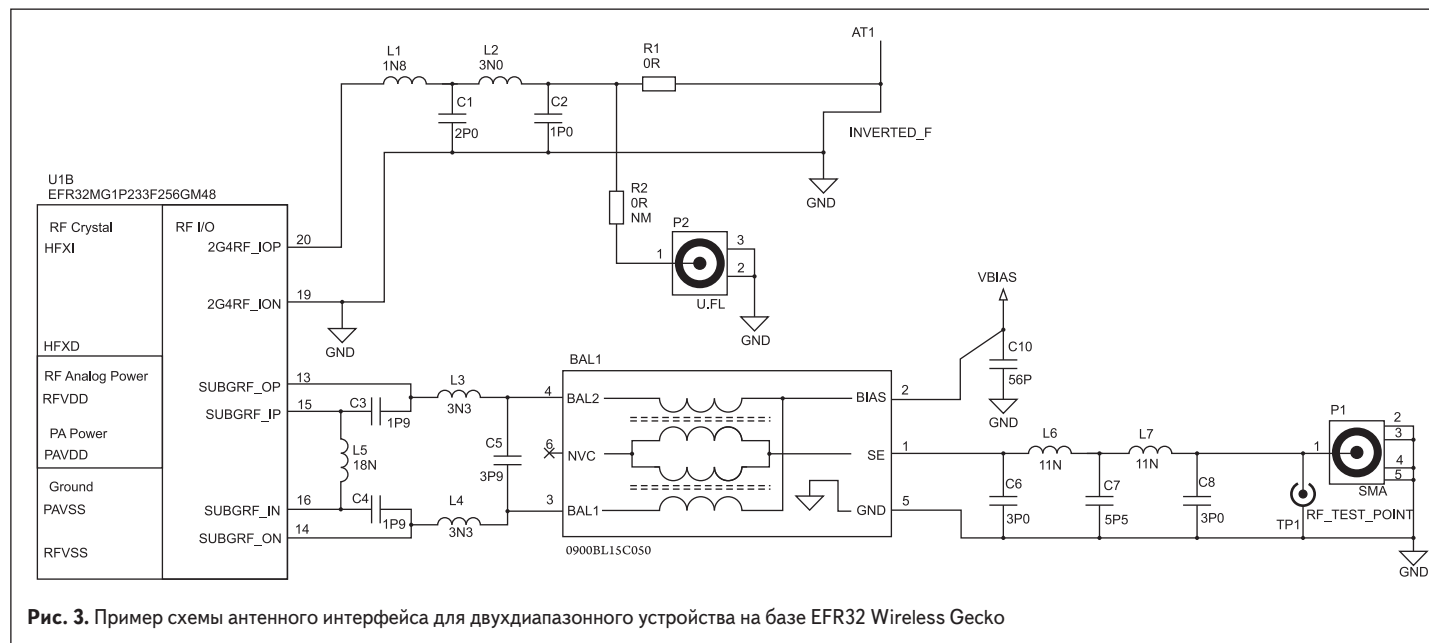 AT1
L1
1N8
L2
3N0
R1
0R
C1
2P0
C2
1P0
INVERTED_F
GND
U1B
EFR32MG1P233F256GM48
RF Crystal
HFXI
HFXD
RF Analog Power
RFVDD
PA Power
PAVDD
Ground
PAVSS
RFVSS
RF I/O
2G4RF_IOP
20
2G4RF_ION
19
GND
SUBGRF_OP
13
SUBGRF_IP
15
SUBGRF_IN
16
SUBGRF_ON
14
R2
0R
NM
P2
1
3
2
U.FL
GND
C3
1P9
L5
18N
C4
1P9
L3
3N3
L4
3N3
C5
3P9
BAL1
4
BAL2
6
NVC
3
BAL1
BIAS
2
SE
1
GND
5
0900BL15C050
VBIAS
C10
56P
GND
L6
11N
L7
11N
C6
3P0
C7
5P5
C8
3P0
P1
1
2
3
4
5
SMA
RF_TEST_POINT
TP1
GND
Рис. 3. Пример схемы антенного интерфейса для двухдиапазонного устройства на базе EFR32 Wireless Gecko